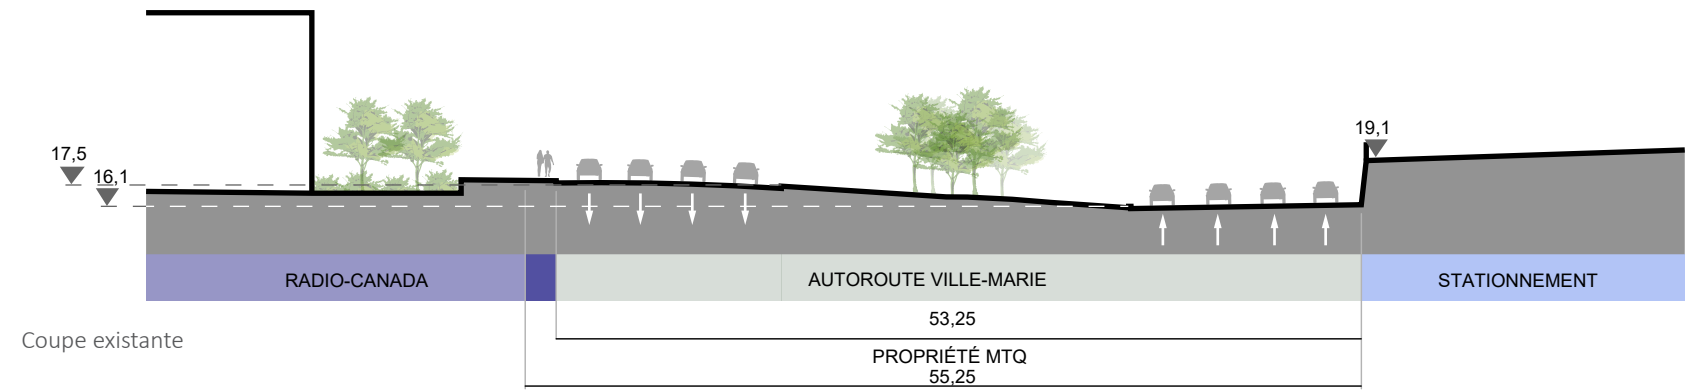 19,1
17,5
16,1
RADIO-CANADA
AUTOROUTE VILLE-MARIE
STATIONNEMENT
53,25
Coupe existante
PROPRIÉTÉ MTQ
55,25